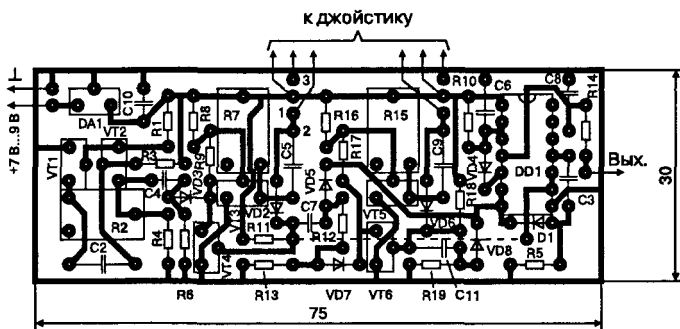 к джойстику
⊥
+7 В...9 В
3
1
2
C10
DA1
R1
R8
R7
R16
R15
R10
C6
C8
R14
VT1
VT2
R3
R9
C4
VD3
C5
R17
C9
VD4
DD1
Вых.
30
VD5
R18
R2
VT3
VD2
C7
VT5
VD6
C3
R4
R11
R12
D1
C2
VT4
VD8
R5
R6
R13
VD7
VT6
R19
C11
75